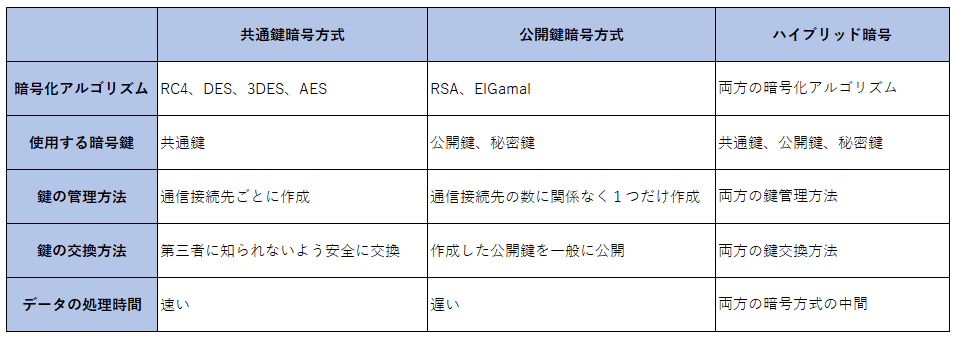 共通鍵暗号方式 公開鍵暗号方式 ハイブリッド暗号
暗号化アルゴリズム RC4、DES、3DES、AES RSA、ElGamal 両方の暗号化アルゴリズム
使用する暗号鍵 共通鍵 公開鍵、秘密鍵 共通鍵、公開鍵、秘密鍵
鍵の管理方法 通信接続先ごとに作成 通信接続先の数に関係なく１つだけ作成 両方の鍵管理方法
鍵の交換方法 第三者に知られないよう安全に交換 作成した公開鍵を一般に公開 両方の鍵交換方法
データの処理時間 速い 遅い 両方の暗号方式の中間